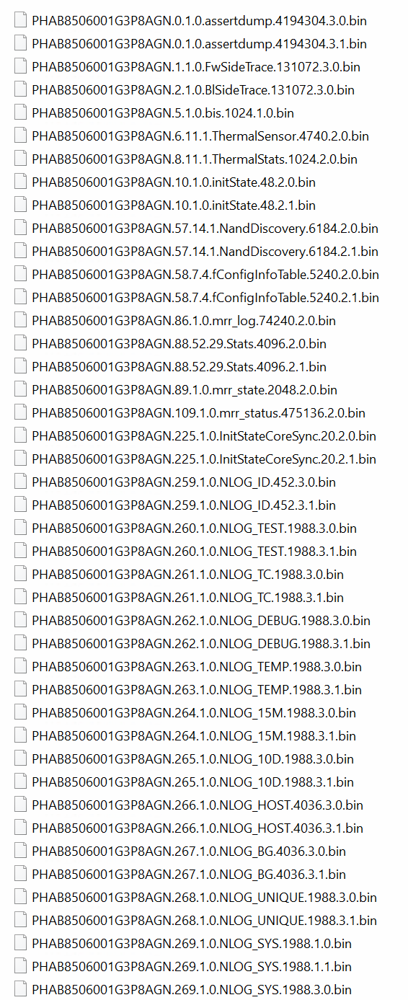 PHAB8506001G3P8AGN.0.1.0.assertdump.4194304.3.0.bin
PHAB8506001G3P8AGN.0.1.0.assertdump.4194304.3.1.bin
PHAB8506001G3P8AGN.1.1.0.FwSideTrace.131072.3.0.bin
PHAB8506001G3P8AGN.2.1.0.BlSideTrace.131072.3.0.bin
PHAB8506001G3P8AGN.5.1.0.bis.1024.1.0.bin
PHAB8506001G3P8AGN.6.11.1.ThermalSensor.4740.2.0.bin
PHAB8506001G3P8AGN.8.11.1.ThermalStats.1024.2.0.bin
PHAB8506001G3P8AGN.10.1.0.initState.48.2.0.bin
PHAB8506001G3P8AGN.10.1.0.initState.48.2.1.bin
PHAB8506001G3P8AGN.57.14.1.NandDiscovery.6184.2.0.bin
PHAB8506001G3P8AGN.57.14.1.NandDiscovery.6184.2.1.bin
PHAB8506001G3P8AGN.58.7.4.fConfigInfoTable.5240.2.0.bin
PHAB8506001G3P8AGN.58.7.4.fConfigInfoTable.5240.2.1.bin
PHAB8506001G3P8AGN.86.1.0.mrr_log.74240.2.0.bin
PHAB8506001G3P8AGN.88.52.29.Stats.4096.2.0.bin
PHAB8506001G3P8AGN.88.52.29.Stats.4096.2.1.bin
PHAB8506001G3P8AGN.89.1.0.mrr_state.2048.2.0.bin
PHAB8506001G3P8AGN.109.1.0.mrr_status.475136.2.0.bin
PHAB8506001G3P8AGN.225.1.0.InitStateCoreSync.20.2.0.bin
PHAB8506001G3P8AGN.225.1.0.InitStateCoreSync.20.2.1.bin
PHAB8506001G3P8AGN.259.1.0.NLOG_ID.452.3.0.bin
PHAB8506001G3P8AGN.259.1.0.NLOG_ID.452.3.1.bin
PHAB8506001G3P8AGN.260.1.0.NLOG_TEST.1988.3.0.bin
PHAB8506001G3P8AGN.260.1.0.NLOG_TEST.1988.3.1.bin
PHAB8506001G3P8AGN.261.1.0.NLOG_TC.1988.3.0.bin
PHAB8506001G3P8AGN.261.1.0.NLOG_TC.1988.3.1.bin
PHAB8506001G3P8AGN.262.1.0.NLOG_DEBUG.1988.3.0.bin
PHAB8506001G3P8AGN.262.1.0.NLOG_DEBUG.1988.3.1.bin
PHAB8506001G3P8AGN.263.1.0.NLOG_TEMP.1988.3.0.bin
PHAB8506001G3P8AGN.263.1.0.NLOG_TEMP.1988.3.1.bin
PHAB8506001G3P8AGN.264.1.0.NLOG_15M.1988.3.0.bin
PHAB8506001G3P8AGN.264.1.0.NLOG_15M.1988.3.1.bin
PHAB8506001G3P8AGN.265.1.0.NLOG_10D.1988.3.0.bin
PHAB8506001G3P8AGN.265.1.0.NLOG_10D.1988.3.1.bin
PHAB8506001G3P8AGN.266.1.0.NLOG_HOST.4036.3.0.bin
PHAB8506001G3P8AGN.266.1.0.NLOG_HOST.4036.3.1.bin
PHAB8506001G3P8AGN.267.1.0.NLOG_BG.4036.3.0.bin
PHAB8506001G3P8AGN.267.1.0.NLOG_BG.4036.3.1.bin
PHAB8506001G3P8AGN.268.1.0.NLOG_UNIQUE.1988.3.0.bin
PHAB8506001G3P8AGN.268.1.0.NLOG_UNIQUE.1988.3.1.bin
PHAB8506001G3P8AGN.269.1.0.NLOG_SYS.1988.1.0.bin
PHAB8506001G3P8AGN.269.1.0.NLOG_SYS.1988.1.1.bin
PHAB8506001G3P8AGN.269.1.0.NLOG_SYS.1988.3.0.bin